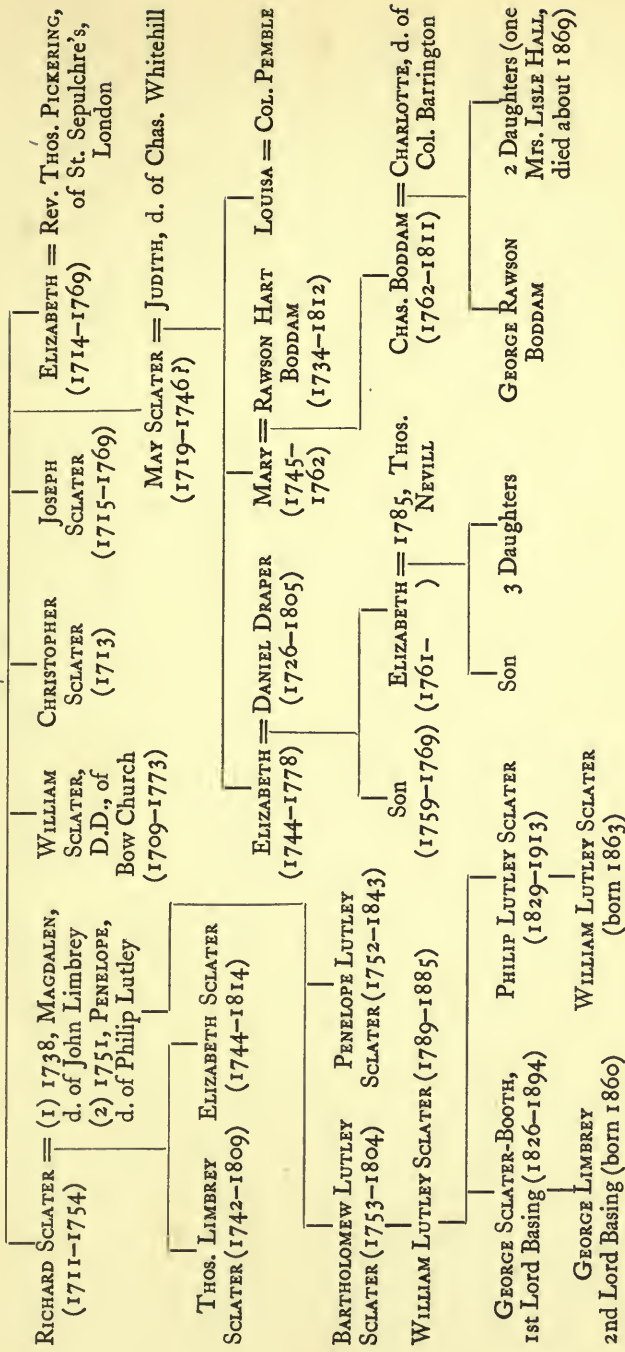 RICHARD SCLATER = (1) 1738, MAGDALEN,
(1711–1754) d. of John Limbrey
(2) 1751, PENELOPE,
d. of Philip Lutley
WILLIAM
SCLATER,
D.D., of
Bow Church
(1709–1773)
CHRISTOPHER
SCLATER
(1713)
JOSEPH
SCLATER
(1715–1769)
ELIZABETH = Rev. THOS. PICKERING,
(1714–1769) of St. Sepulchre's,
London
MAY SCLATER = JUDITH, d. of Chas. Whitehill
(1719–1746?)
THOS. LIMBREY
SCLATER (1742–1809)
ELIZABETH SCLATER
(1744–1814)
ELIZABETH = DANIEL DRAPER
(1744–1778) (1726–1805)
MARY = RAWSON HART
(1745– BODDAM
1762) (1734–1812)
LOUISA = COL. PEMBLE
BARTHOLOMEW LUTLEY
SCLATER (1753–1804)
PENELOPE LUTLEY
SCLATER (1752–1843)
SON
(1759–1769)
ELIZABETH = 1785, THOS.
(1761– ) NEVILL
CHAS. BODDAM = CHARLOTTE, d. of
(1762–1811) Col. Barrington
WILLIAM LUTLEY SCLATER (1789–1885)
Son
3 Daughters
GEORGE RAWSON
BODDAM
2 Daughters (one
Mrs. LISLE HALL,
died about 1869)
GEORGE SCLATER-BOOTH,
1st Lord Basing (1826–1894)
PHILIP LUTLEY SCLATER
(1829–1913)
GEORGE LIMBREY
2nd Lord Basing (born 1860)
WILLIAM LUTLEY SCLATER
(born 1863)